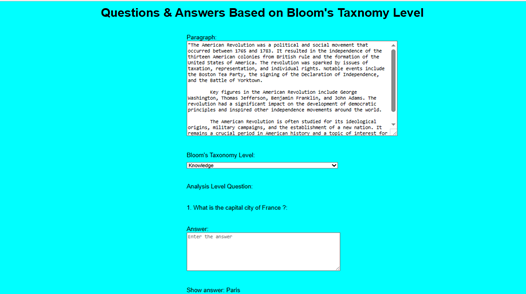 Questions & Answers Based on Bloom's Taxnomy Level
Paragraph:
"The American Revolution was a political and social movement that
occurred between 1765 and 1783. It resulted in the independence of the
thirteen American colonies from British rule and the formation of the
United States of America. The revolution was sparked by issues of
taxation, representation, and individual rights. Notable events include
the Boston Tea Party, the signing of the Declaration of Independence,
and the Battle of Yorktown.
Key figures in the American Revolution include George
Washington, Thomas Jefferson, Benjamin Franklin, and John Adams. The
revolution had a significant impact on the development of democratic
principles and inspired other independence movements around the world.
The American Revolution is often studied for its ideological
origins, military campaigns, and the establishment of a new nation. It
remains a crucial period in American history and a topic of interest for
Bloom's Taxonomy Level:
Knowledge
Analysis Level Question:
1. What is the capital city of France ?:
Answer:
Enter the answer
Show answer: Paris